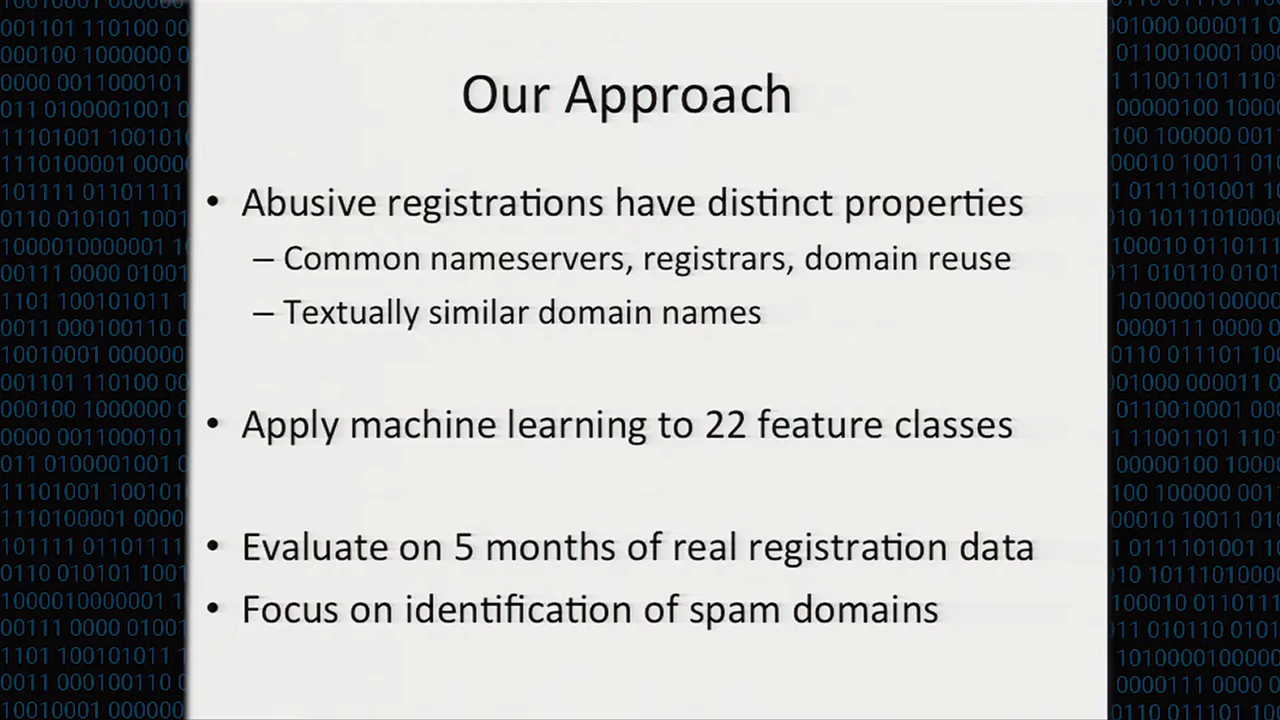 Our Approach
• Abusive registrations have distinct properties
– Common nameservers, registrars, domain reuse
– Textually similar domain names
• Apply machine learning to 22 feature classes
• Evaluate on 5 months of real registration data
• Focus on identification of spam domains